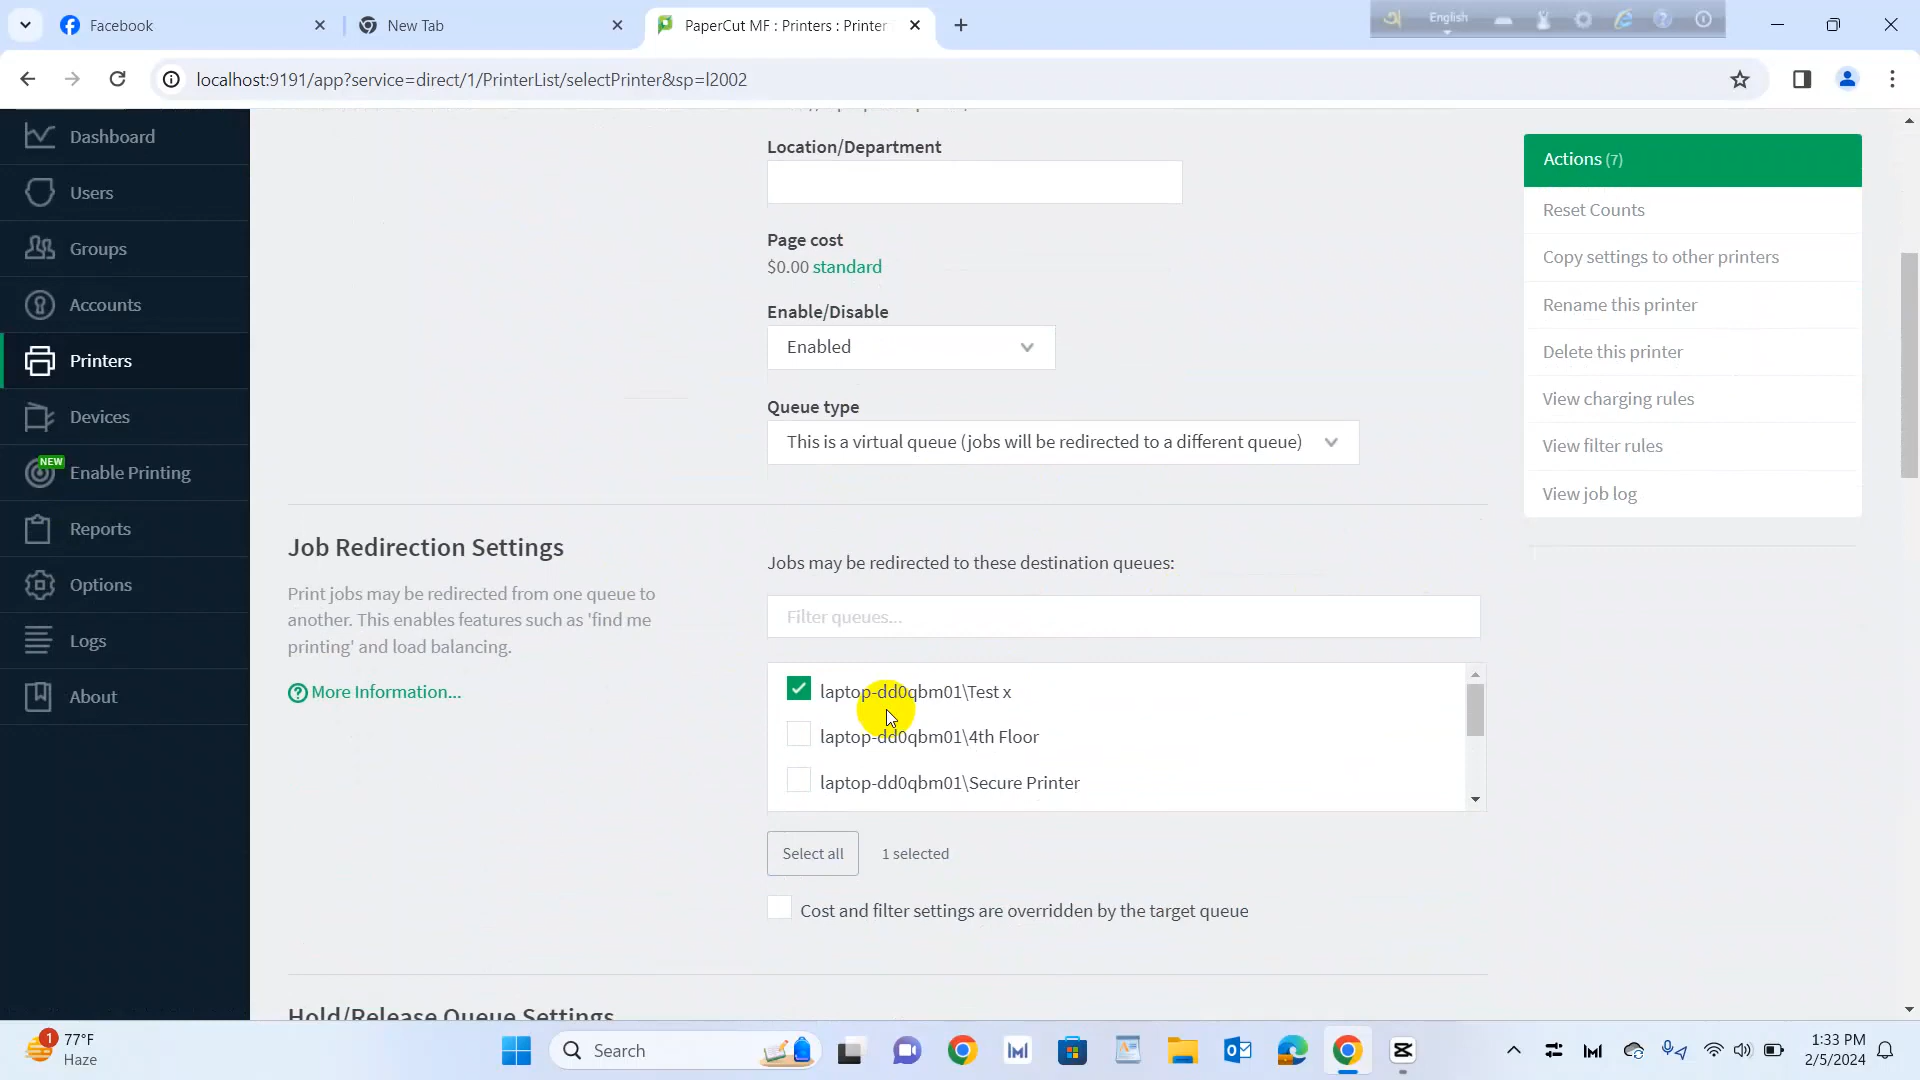 Facebook
New Tab
PaperCut MF : Printers : Printer
English
localhost:9191/app?service=direct/1/PrinterList/selectPrinter&sp=l2002
Dashboard
Users
Groups
Accounts
Printers
Devices
NEW
Enable Printing
Reports
Options
Logs
About
Location/Department
Page cost
$0.00 standard
Enable/Disable
Enabled
Queue type
This is a virtual queue (jobs will be redirected to a different queue)
Actions (7)
Reset Counts
Copy settings to other printers
Rename this printer
Delete this printer
View charging rules
View filter rules
View job log
Job Redirection Settings
Print jobs may be redirected from one queue to
another. This enables features such as 'find me
printing' and load balancing.
More Information...
Jobs may be redirected to these destination queues:
Filter queues...
laptop-dd0qbm01\Test x
laptop-dd0qbm01\4th Floor
laptop-dd0qbm01\Secure Printer
Select all
1 selected
Cost and filter settings are overridden by the target queue
Hold/Release Queue Settings
1
77°F
Haze
Search
1:33 PM
2/5/2024